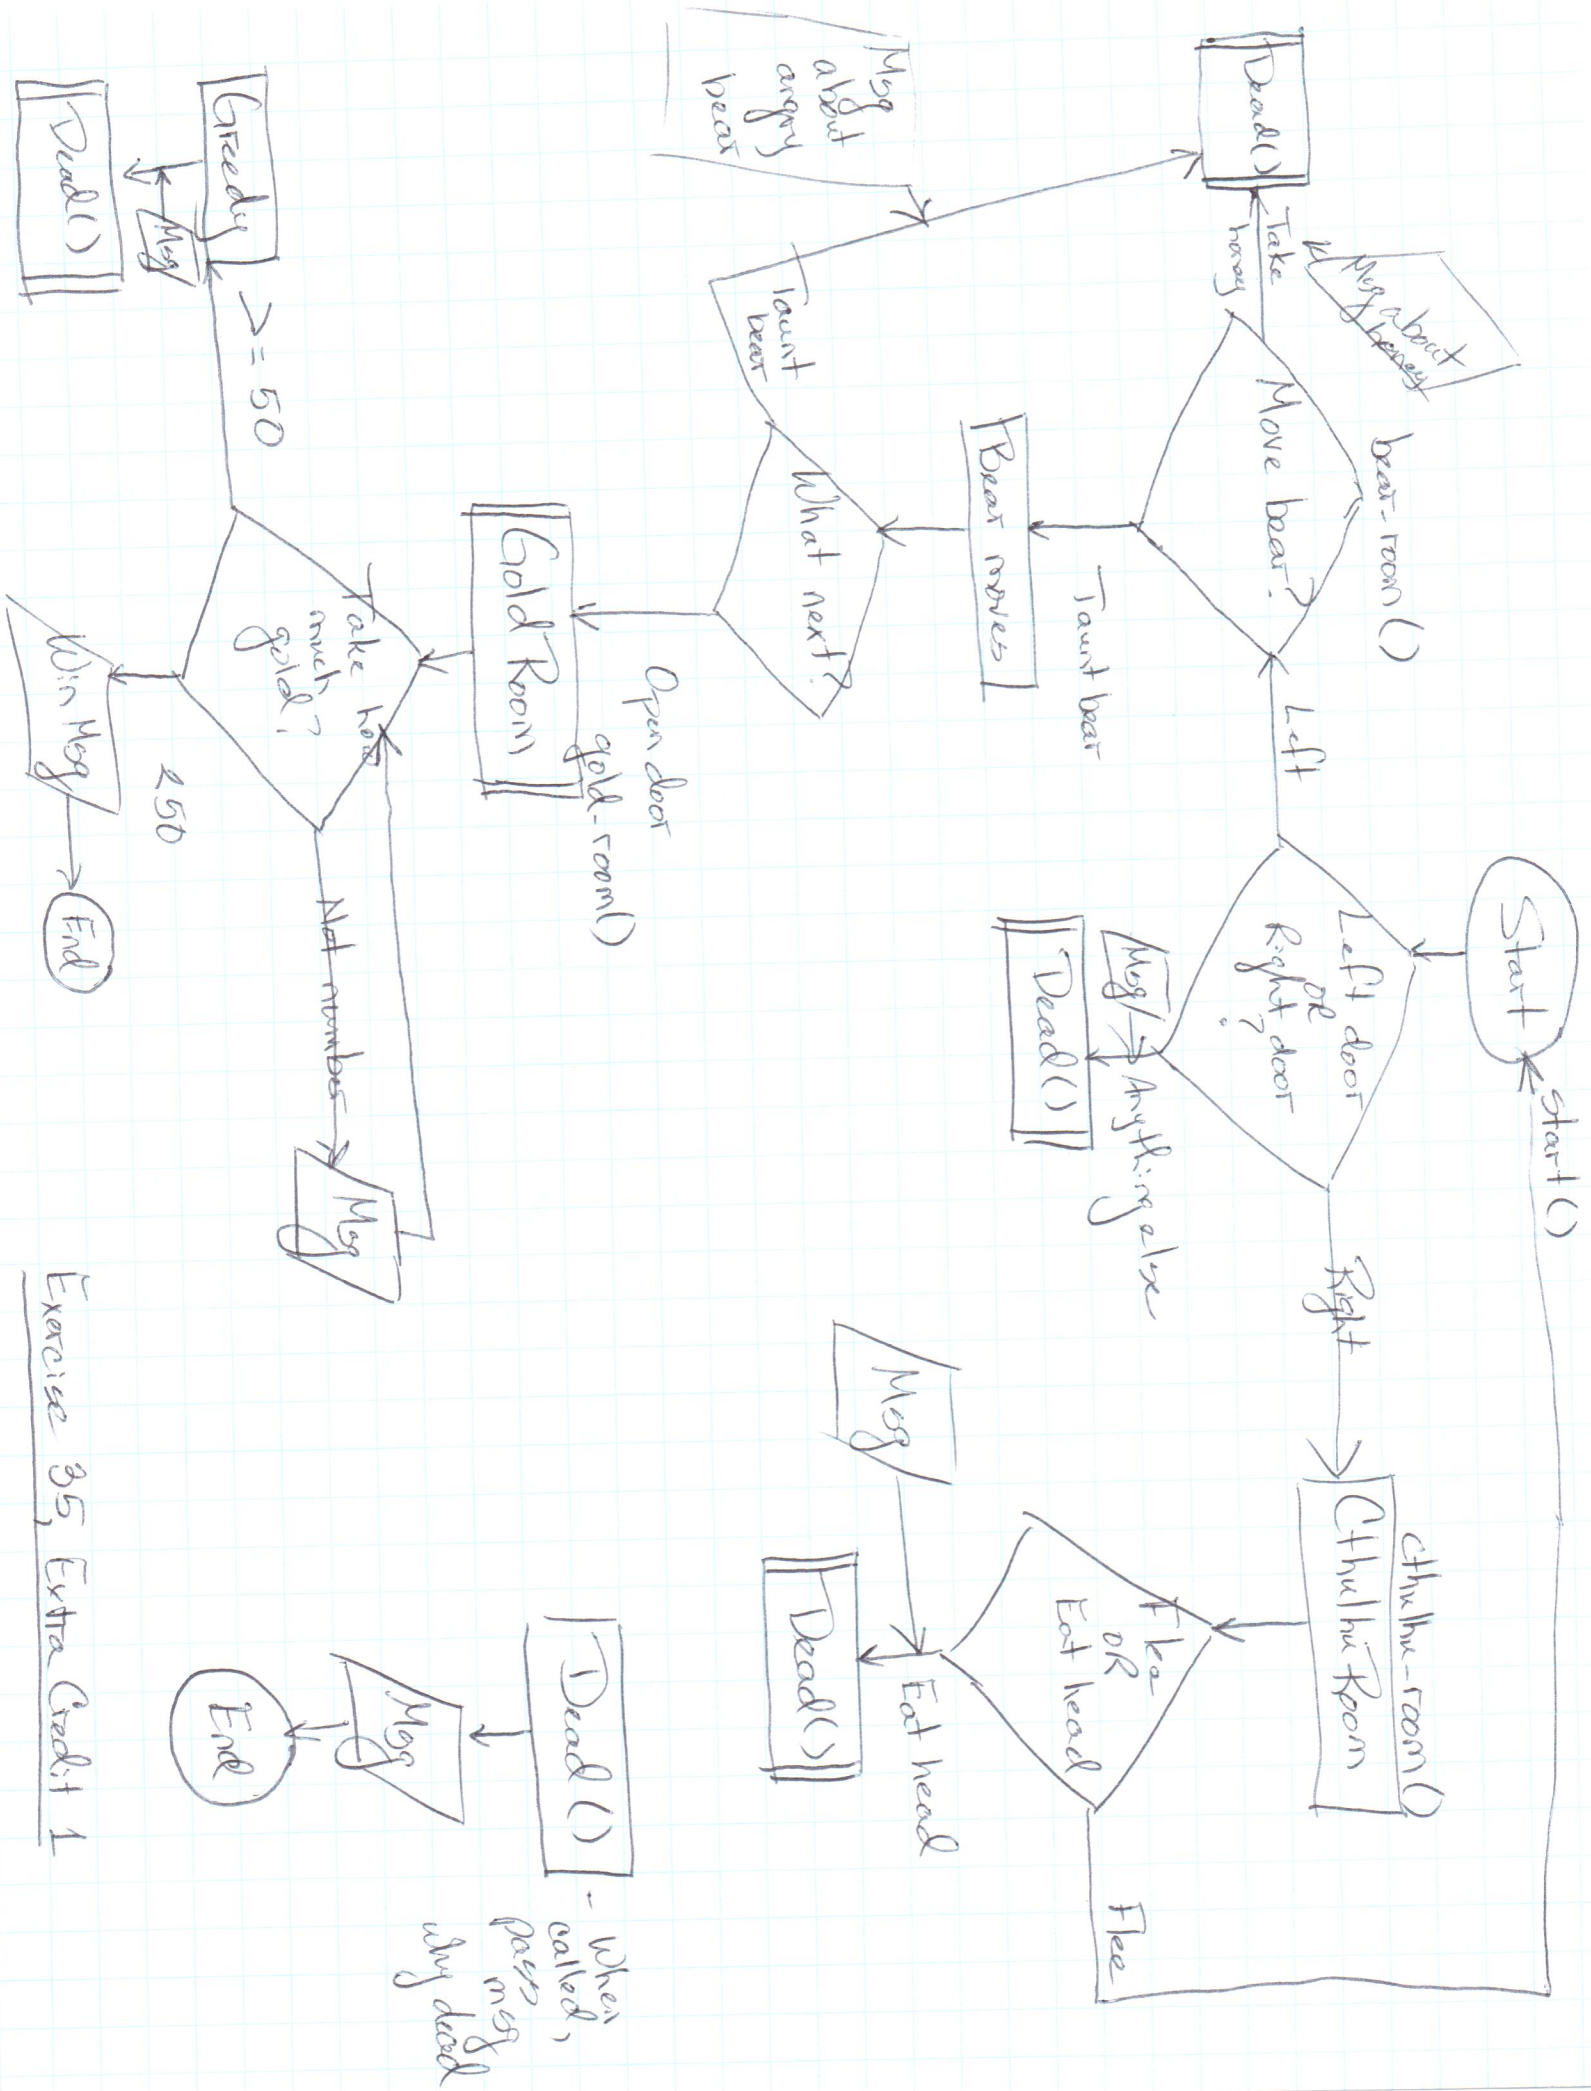 Start
Start()
Left door
OR
Right door
?
Left
Right
Anything else
Msg
Dead()
bear-room()
Move bear?
Msg about
honey
Take
honey
Dead()
Taunt bear
Bear moves
What next?
Taunt
bear
Msg
about
angry
bear
Open door
gold-room()
Gold Room
Take how
much
gold?
>= 50
Greedy
Msg
Dead()
Not number
Msg
Win Msg
End
cthulhu-room()
Cthulhu Room
Flee
OR
Eat head
Flee
Eat head
Msg
Dead()
Dead()
- When
called,
pass
msg
why dead
Msg
End
Exercise 35, Extra Credit 1